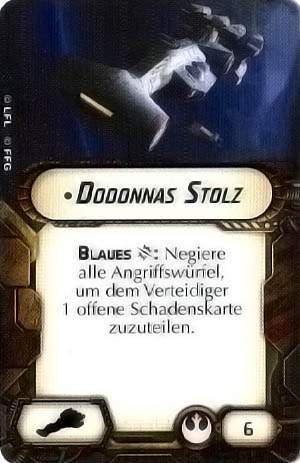 © LFL © FFG
•Dodonnas Stolz
Blaues : Negiere
alle Angriffswürfel,
um dem Verteidiger
1 offene Schadenskarte
zuzuteilen.
6